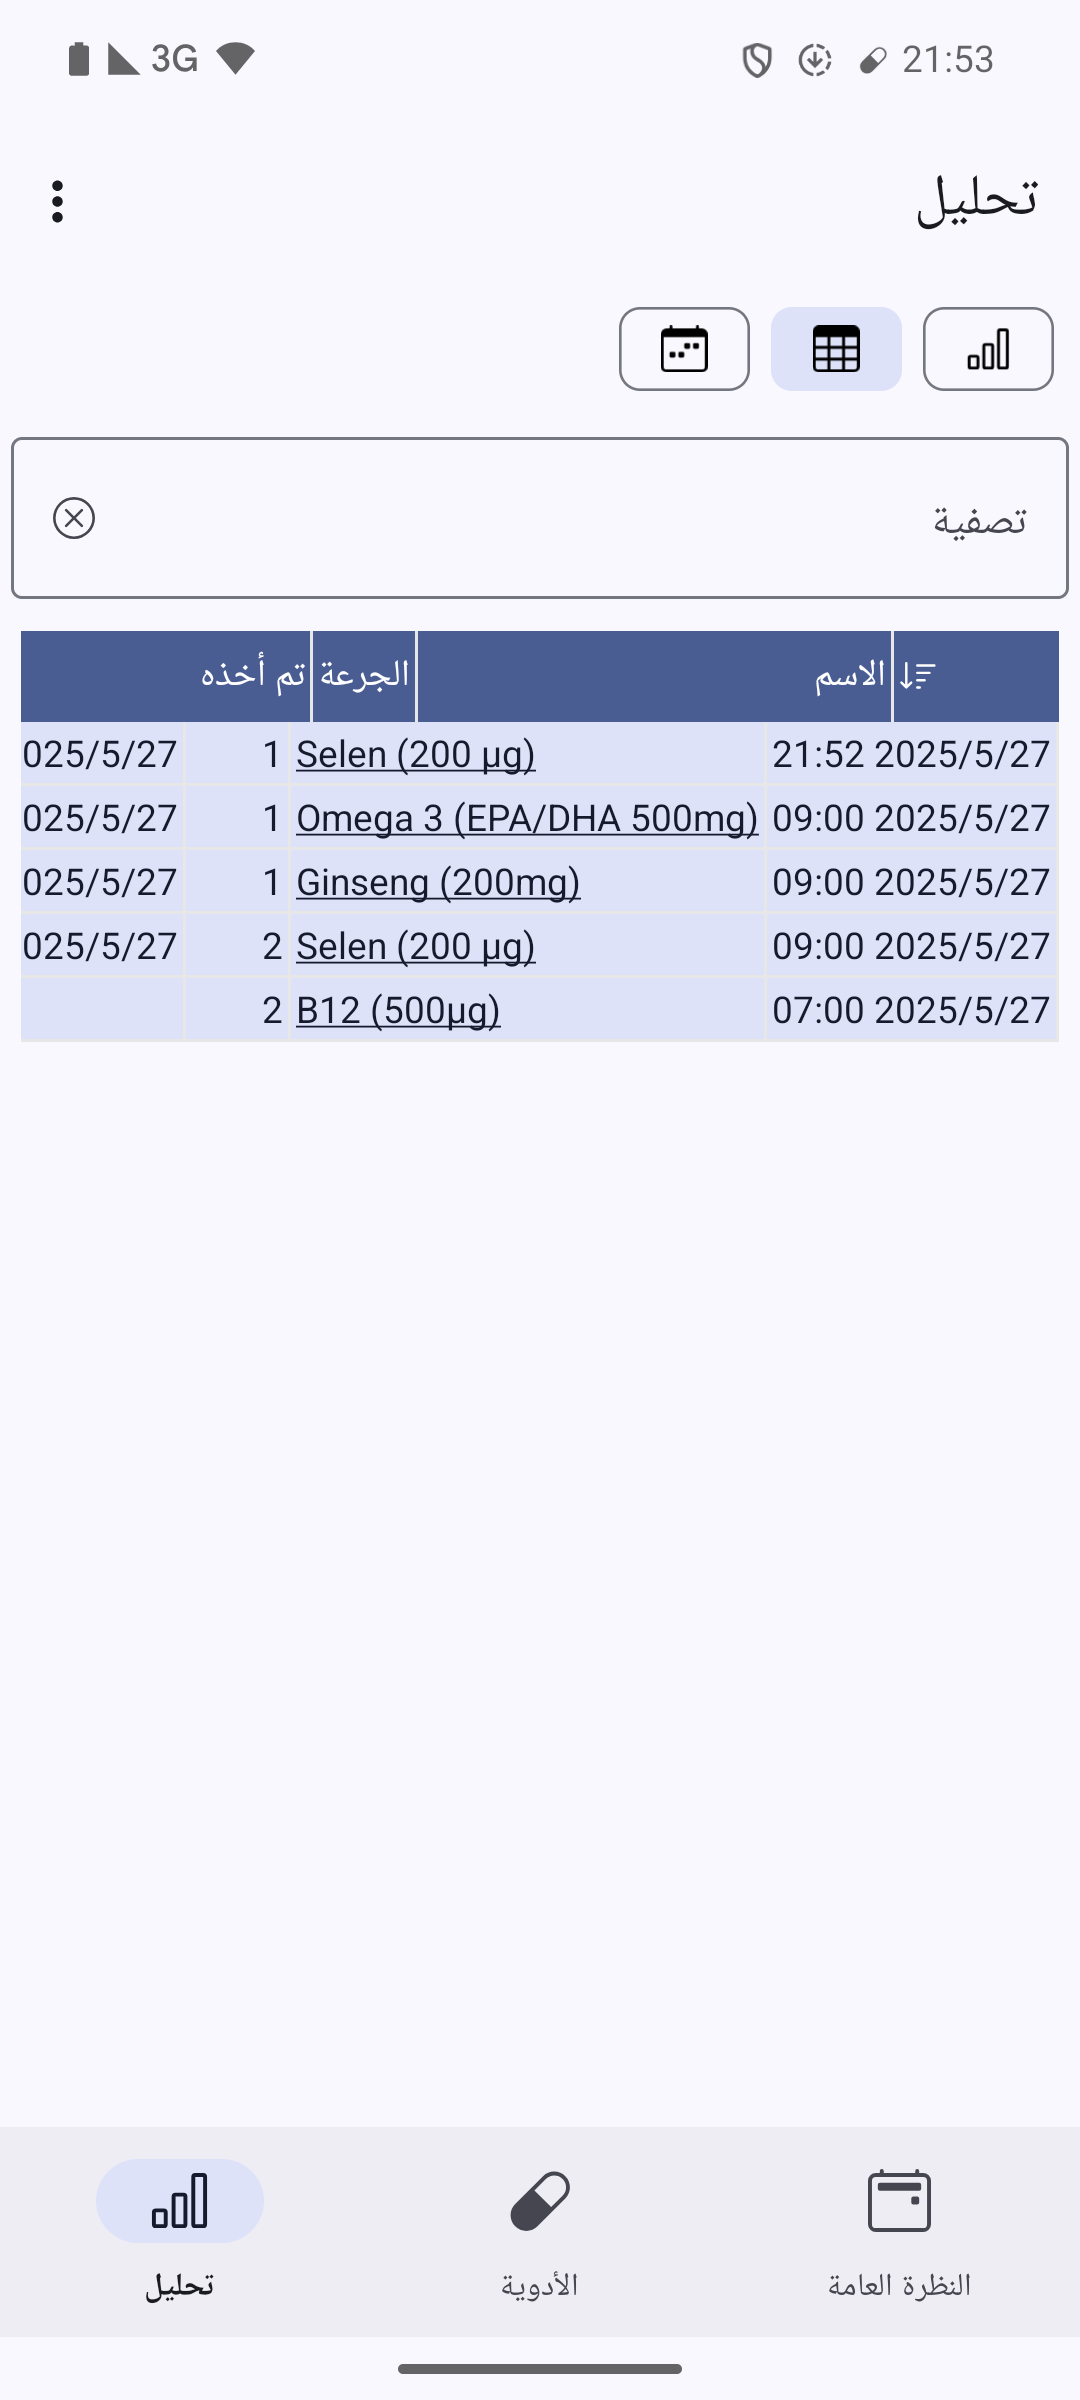 3G 21:53
تحليل
تصفية
الاسم الجرعة تم أخذه
21:52 2025/5/27 Selen (200 µg) 1 025/5/27
09:00 2025/5/27 Omega 3 (EPA/DHA 500mg) 1 025/5/27
09:00 2025/5/27 Ginseng (200mg) 1 025/5/27
09:00 2025/5/27 Selen (200 µg) 2 025/5/27
07:00 2025/5/27 B12 (500µg) 2
النظرة العامة الأدوية تحليل